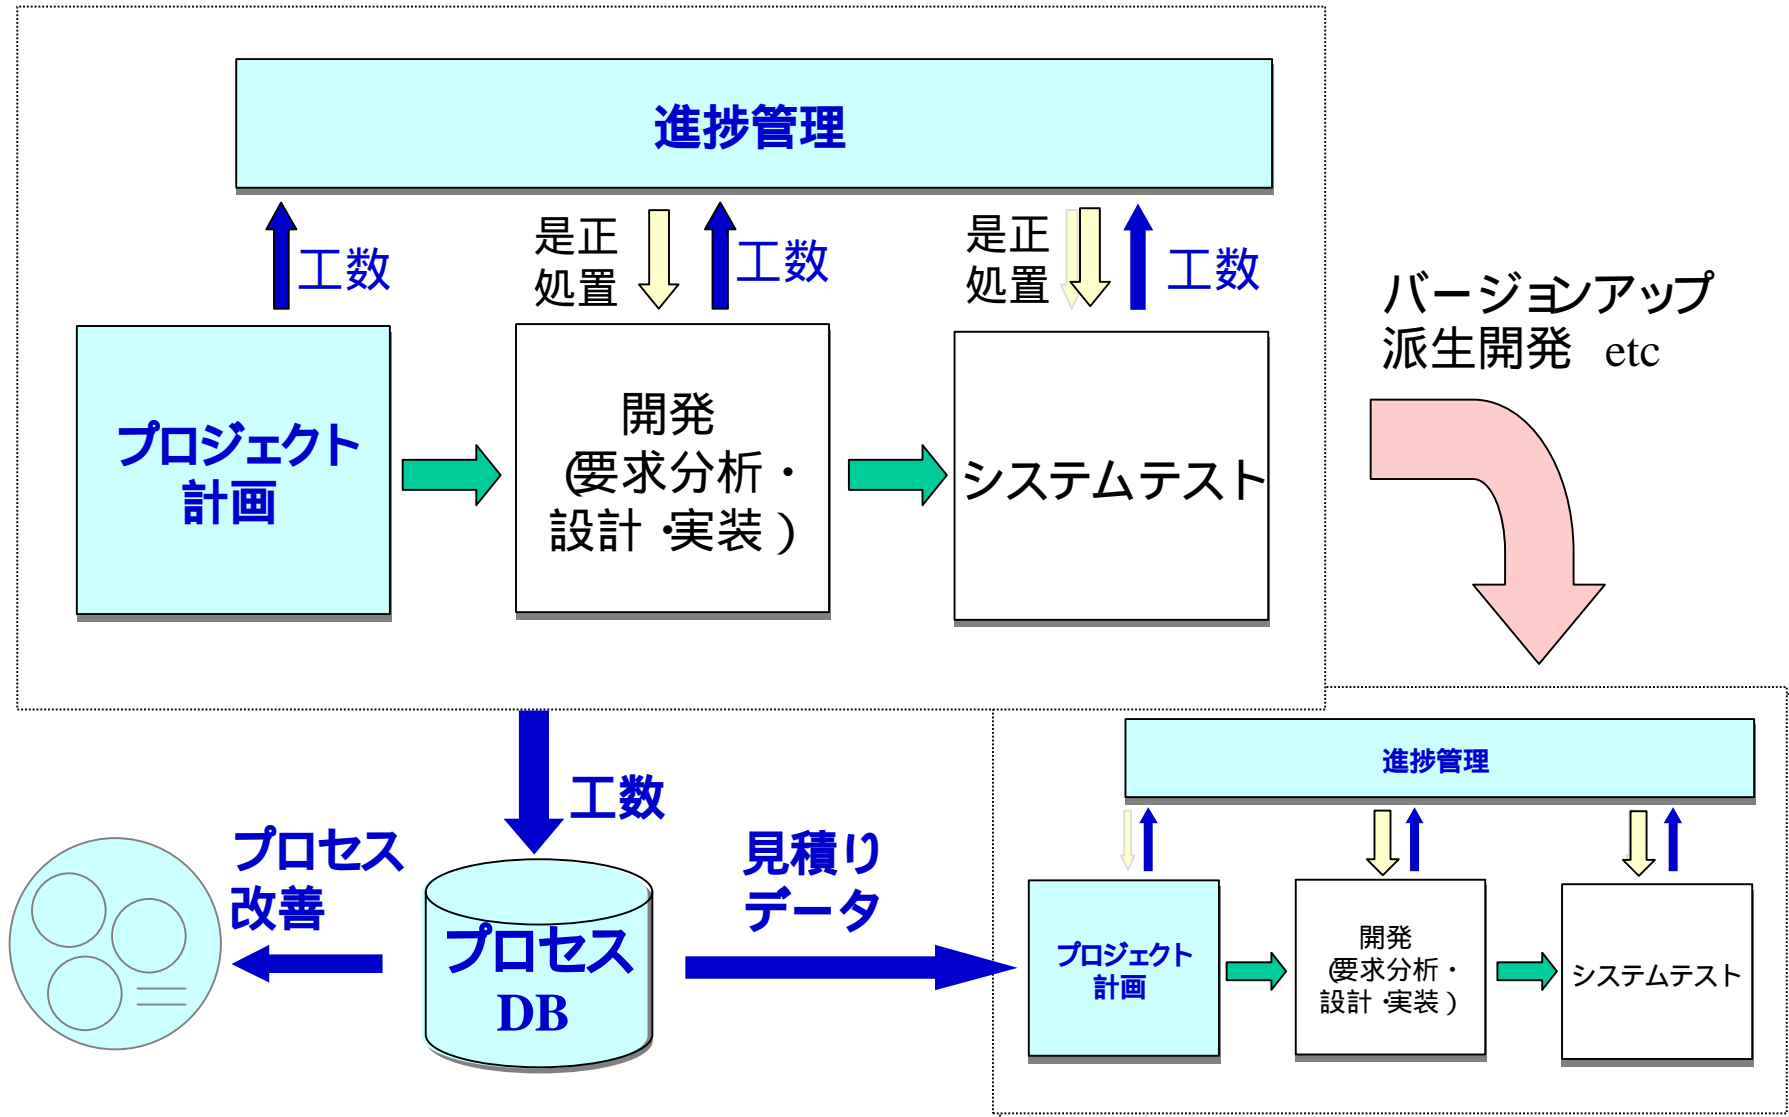 進捗管理
工数
是正
処置
工数
是正
処置
工数
バージョンアップ
派生開発 etc
プロジェクト
計画
開発
(要求分析・
設計・実装)
システムテスト
工数
プロセス
改善
プロセス
DB
見積り
データ
進捗管理
プロジェクト
計画
開発
(要求分析・
設計・実装)
システムテスト